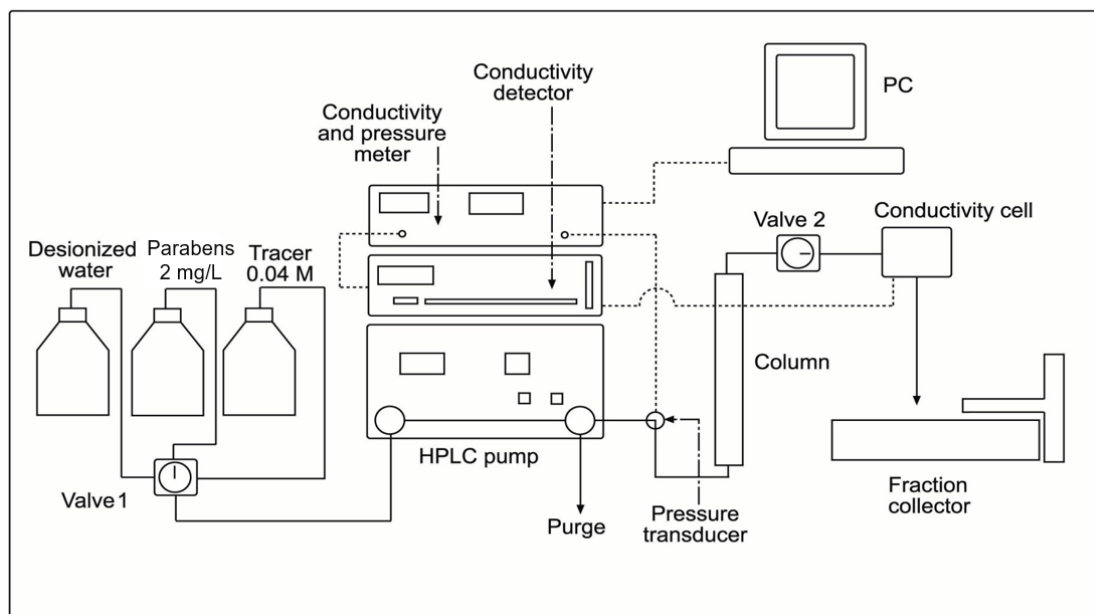 Conductivity
detector
PC
Conductivity
and pressure
meter
Valve 2
Conductivity cell
Desionized
water
Parabens
2 mg/L
Tracer
0.04 M
Column
HPLC pump
Valve 1
Purge
Pressure
transducer
Fraction
collector